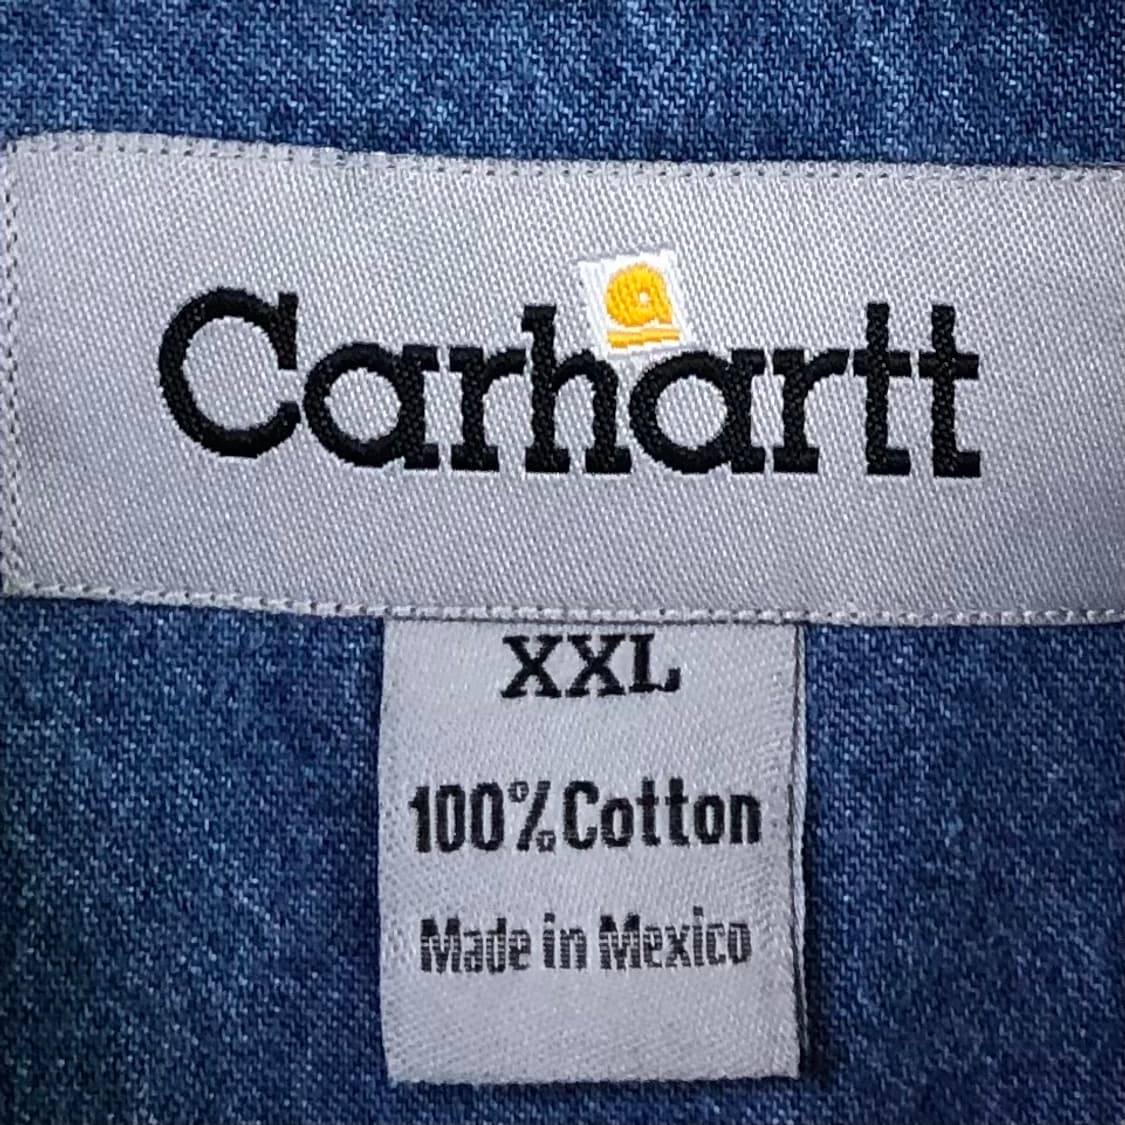 Carhartt
XXL
100% Cotton
Made in Mexico